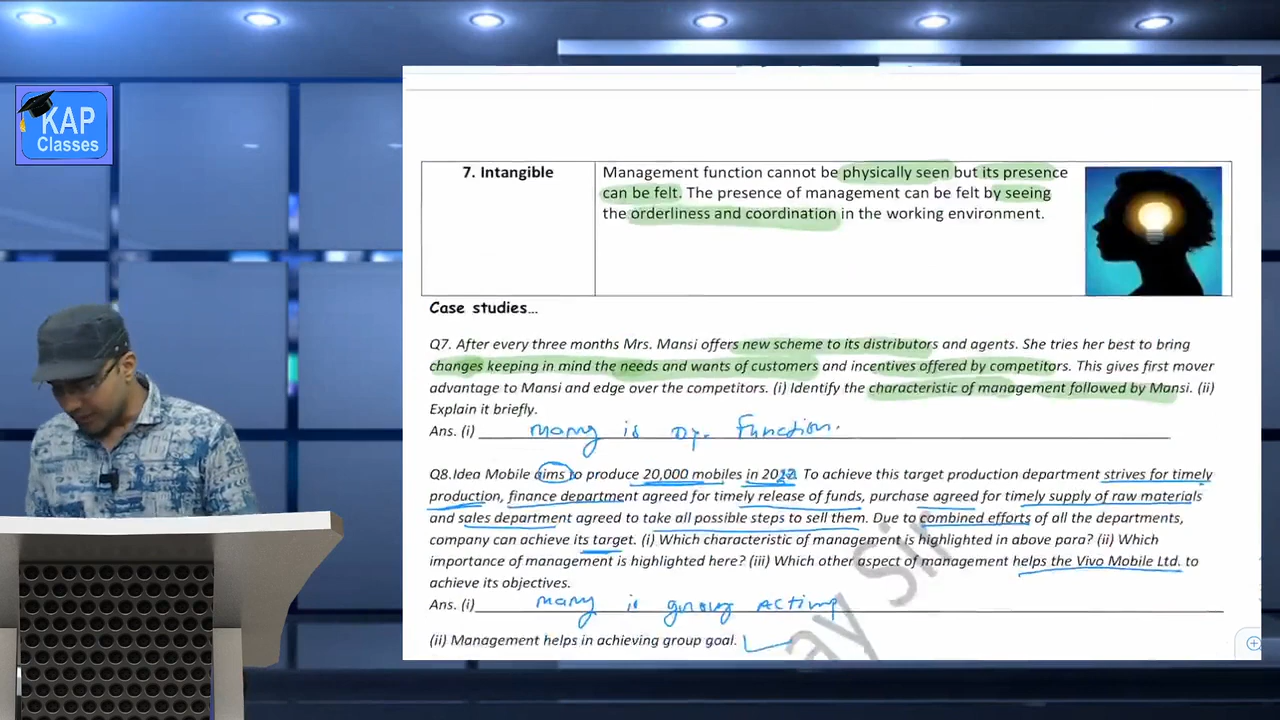 KAP
Classes
7. Intangible
Management function cannot be physically seen but its presence
can be felt. The presence of management can be felt by seeing
the orderliness and coordination in the working environment.
Case studies…
Q7. After every three months Mrs. Mansi offers new scheme to its distributors and agents. She tries her best to bring
changes keeping in mind the needs and wants of customers and incentives offered by competitors. This gives first mover
advantage to Mansi and edge over the competitors. (i) Identify the characteristic of management followed by Mansi. (ii)
Explain it briefly.
Ans. (i) is Dy. Function.
Q8.Idea Mobile aims to produce 20,000 mobiles in To achieve this target production department strives for timely
production, finance department agreed for timely release of funds, purchase agreed for timely supply of raw materials
and sales department agreed to take all possible steps to sell them. Due to combined efforts of all the departments,
company can achieve its target. (i) Which characteristic of management is highlighted in above para? (ii) Which
importance of management is highlighted here? (iii) Which other aspect of management helps the Vivo Mobile Ltd. to
achieve its objectives.
Ans. (i) is group
(ii) Management helps in achieving group goal.
ay Sir